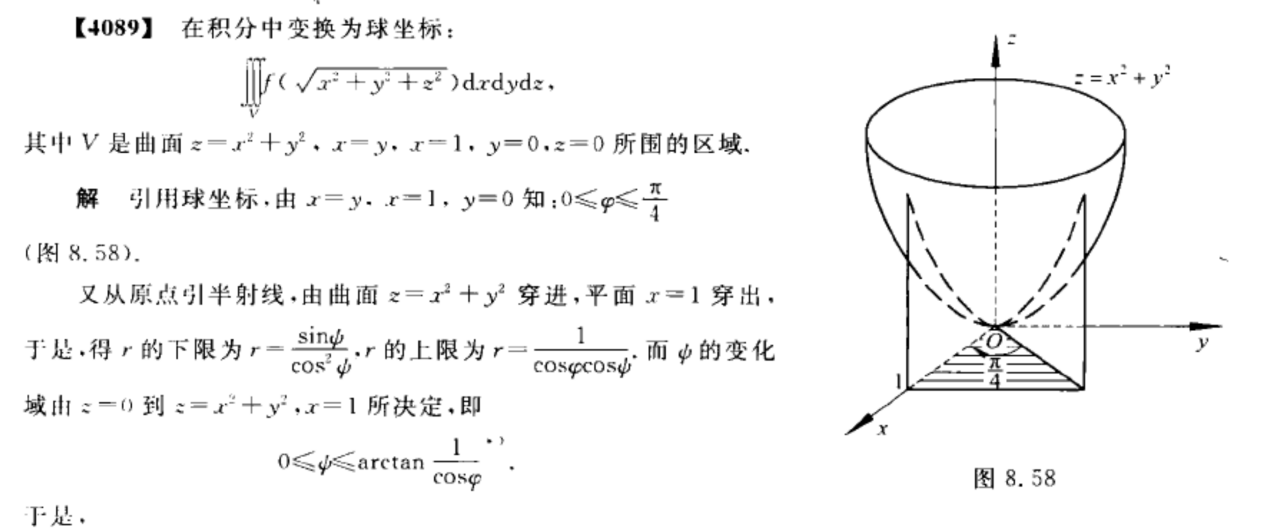 【4089】 在积分中变换为球坐标:
∭_V f(√(x²+y²+z²))dxdydz,
其中 V 是曲面 z=x²+y², x=y, x=1, y=0,z=0 所围的区域.
解 引用球坐标,由 x=y, x=1, y=0 知:0≤φ≤π/4
(图 8.58).
又从原点引半射线,由曲面 z=x²+y² 穿进,平面 x=1 穿出,
于是,得 r 的下限为 r=sinψ/cos²ψ,r 的上限为 r=1/(cosφcosψ).而 ψ 的变化
域由 z=0 到 z=x²+y²,x=1 所决定,即
0≤ψ≤arctan 1/cosφ *).
于是,
z
z=x²+y²
O
y
π/4
1
x
图 8.58